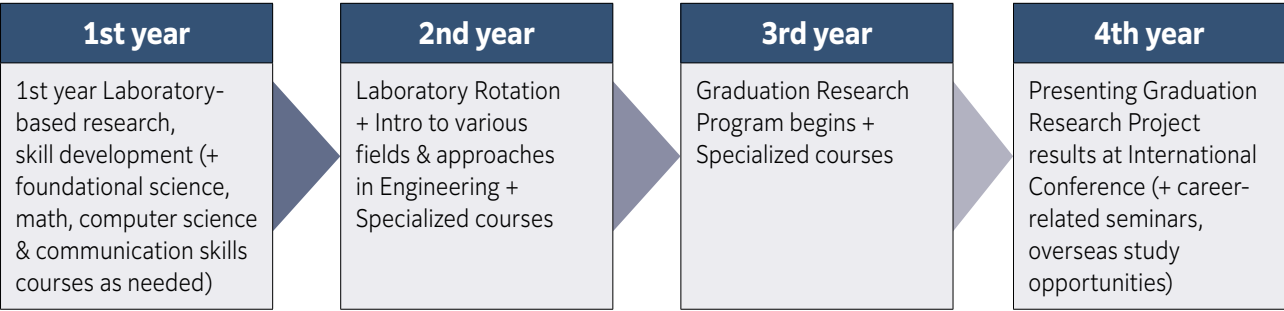 1st year
1st year Laboratory-
based research,
skill development (+
foundational science,
math, computer science
& communication skills
courses as needed)
2nd year
Laboratory Rotation
+ Intro to various
fields & approaches
in Engineering +
Specialized courses
3rd year
Graduation Research
Program begins +
Specialized courses
4th year
Presenting Graduation
Research Project
results at International
Conference (+ career-
related seminars,
overseas study
opportunities)